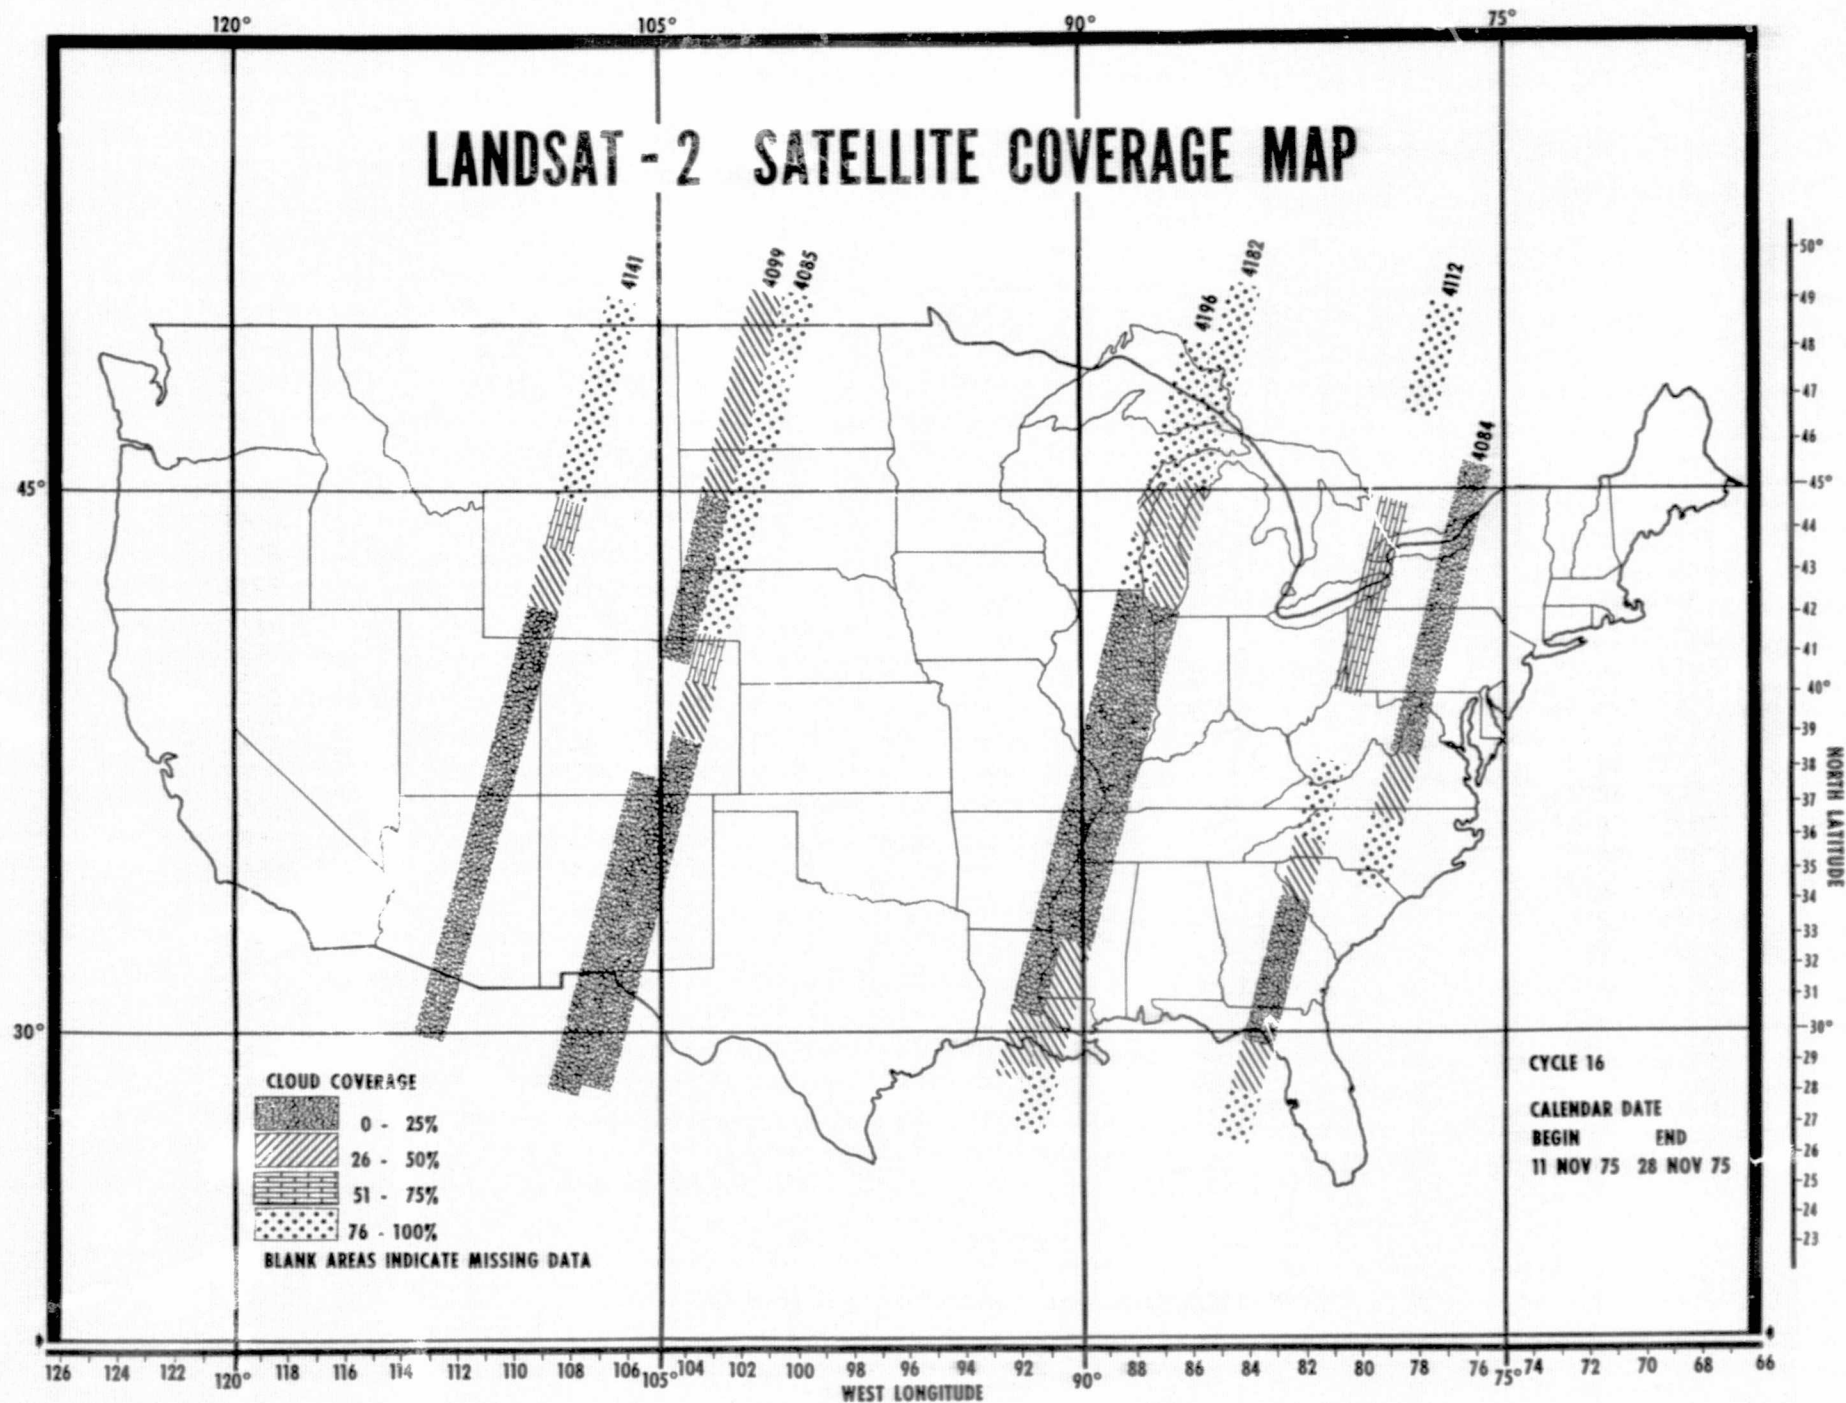 120°
105°
90°
75°
LANDSAT - 2 SATELLITE COVERAGE MAP
4141
4099
4085
4196
4182
4112
4084
50°
49
48
47
46
45°
44
43
42
41
40°
39
38
37
36
35
34
33
32
31
30°
29
28
27
26
25
24
23
NORTH LATITUDE
45°
30°
CLOUD COVERAGE
0 - 25%
26 - 50%
51 - 75%
76 - 100%
BLANK AREAS INDICATE MISSING DATA
CYCLE 16
CALENDAR DATE
BEGIN END
11 NOV 75 28 NOV 75
126 124 122 120° 118 116 114 112 110 108 106 105° 104 102 100 98 96 94 92 90° 88 86 84 82 80 78 76 75° 74 72 70 68 66
WEST LONGITUDE